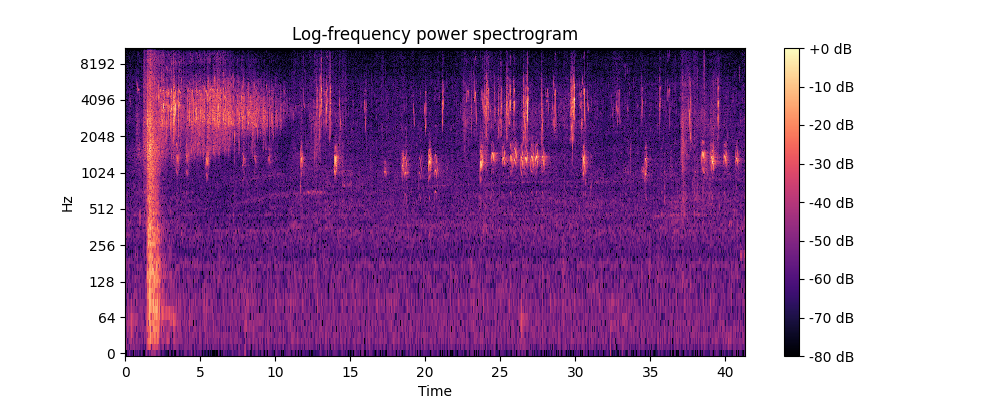 Log-frequency power spectrogram
Hz
8192
4096
2048
1024
512
256
128
64
0
0 5 10 15 20 25 30 35 40
Time
+0 dB
-10 dB
-20 dB
-30 dB
-40 dB
-50 dB
-60 dB
-70 dB
-80 dB